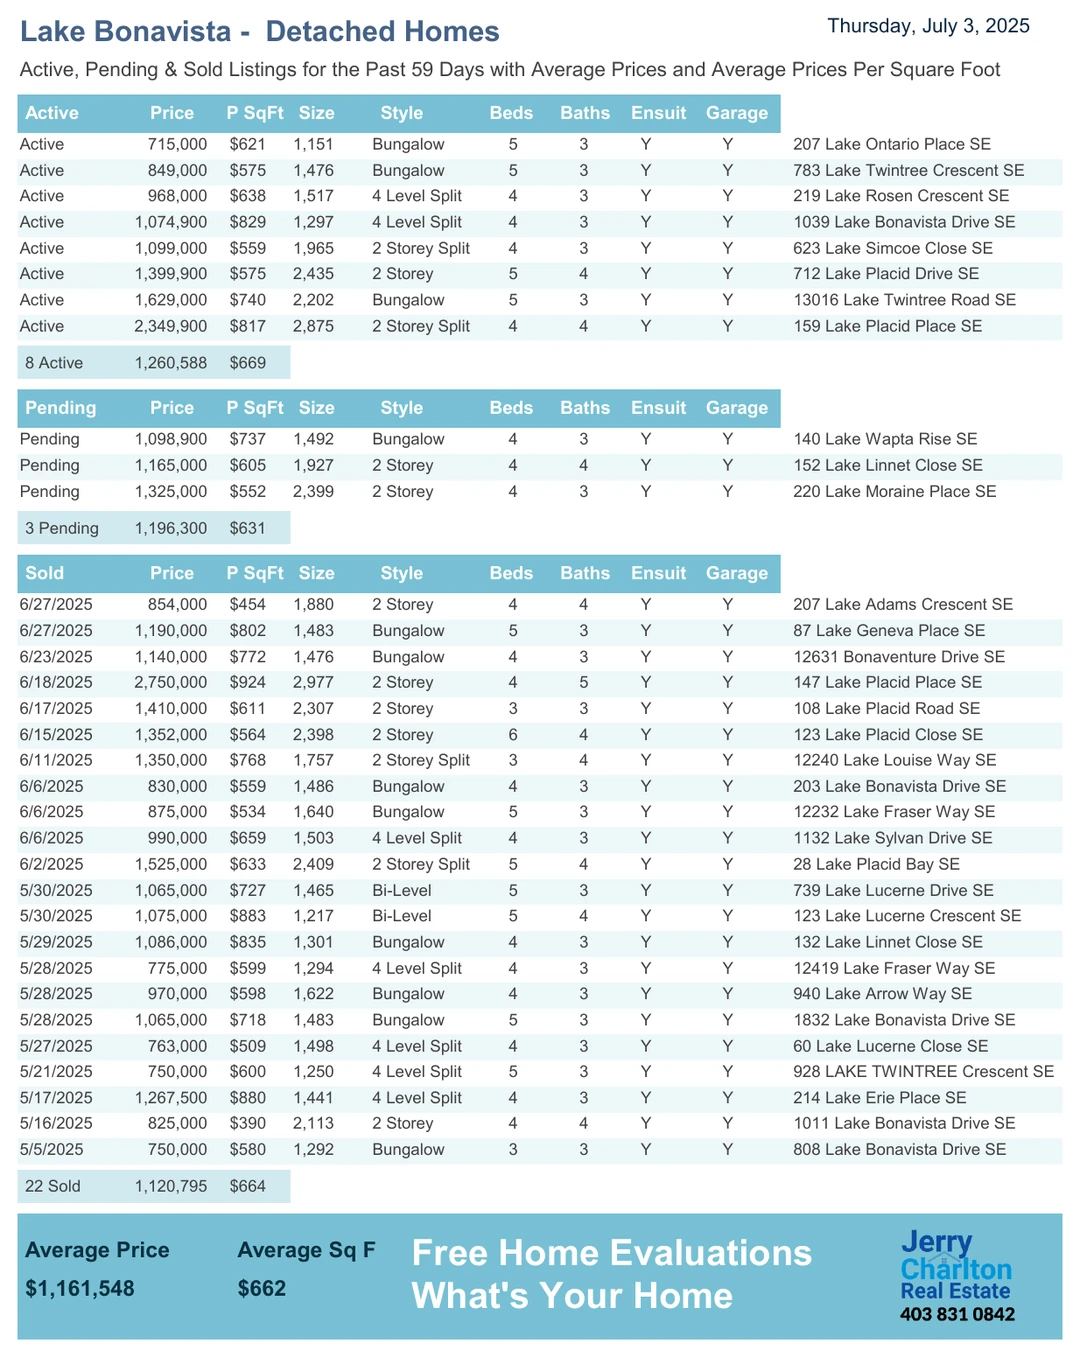 Lake Bonavista -  Detached Homes
Thursday, July 3, 2025
Active, Pending & Sold Listings for the Past 59 Days with Average Prices and Average Prices Per Square Foot
Active Price P SqFt Size Style Beds Baths Ensuit Garage
Active 715,000 $621 1,151 Bungalow 5 3 Y Y 207 Lake Ontario Place SE
Active 849,000 $575 1,476 Bungalow 5 3 Y Y 783 Lake Twintree Crescent SE
Active 968,000 $638 1,517 4 Level Split 4 3 Y Y 219 Lake Rosen Crescent SE
Active 1,074,900 $829 1,297 4 Level Split 4 3 Y Y 1039 Lake Bonavista Drive SE
Active 1,099,000 $559 1,965 2 Storey Split 4 3 Y Y 623 Lake Simcoe Close SE
Active 1,399,900 $575 2,435 2 Storey 5 4 Y Y 712 Lake Placid Drive SE
Active 1,629,000 $740 2,202 Bungalow 5 3 Y Y 13016 Lake Twintree Road SE
Active 2,349,900 $817 2,875 2 Storey Split 4 4 Y Y 159 Lake Placid Place SE
8 Active 1,260,588 $669
Pending Price P SqFt Size Style Beds Baths Ensuit Garage
Pending 1,098,900 $737 1,492 Bungalow 4 3 Y Y 140 Lake Wapta Rise SE
Pending 1,165,000 $605 1,927 2 Storey 4 4 Y Y 152 Lake Linnet Close SE
Pending 1,325,000 $552 2,399 2 Storey 4 3 Y Y 220 Lake Moraine Place SE
3 Pending 1,196,300 $631
Sold Price P SqFt Size Style Beds Baths Ensuit Garage
6/27/2025 854,000 $454 1,880 2 Storey 4 4 Y Y 207 Lake Adams Crescent SE
6/27/2025 1,190,000 $802 1,483 Bungalow 5 3 Y Y 87 Lake Geneva Place SE
6/23/2025 1,140,000 $772 1,476 Bungalow 4 3 Y Y 12631 Bonaventure Drive SE
6/18/2025 2,750,000 $924 2,977 2 Storey 4 5 Y Y 147 Lake Placid Place SE
6/17/2025 1,410,000 $611 2,307 2 Storey 3 3 Y Y 108 Lake Placid Road SE
6/15/2025 1,352,000 $564 2,398 2 Storey 6 4 Y Y 123 Lake Placid Close SE
6/11/2025 1,350,000 $768 1,757 2 Storey Split 3 4 Y Y 12240 Lake Louise Way SE
6/6/2025 830,000 $559 1,486 Bungalow 4 3 Y Y 203 Lake Bonavista Drive SE
6/6/2025 875,000 $534 1,640 Bungalow 5 3 Y Y 12232 Lake Fraser Way SE
6/6/2025 990,000 $659 1,503 4 Level Split 4 3 Y Y 1132 Lake Sylvan Drive SE
6/2/2025 1,525,000 $633 2,409 2 Storey Split 5 4 Y Y 28 Lake Placid Bay SE
5/30/2025 1,065,000 $727 1,465 Bi-Level 5 3 Y Y 739 Lake Lucerne Drive SE
5/30/2025 1,075,000 $883 1,217 Bi-Level 5 4 Y Y 123 Lake Lucerne Crescent SE
5/29/2025 1,086,000 $835 1,301 Bungalow 4 3 Y Y 132 Lake Linnet Close SE
5/28/2025 775,000 $599 1,294 4 Level Split 4 3 Y Y 12419 Lake Fraser Way SE
5/28/2025 970,000 $598 1,622 Bungalow 4 3 Y Y 940 Lake Arrow Way SE
5/28/2025 1,065,000 $718 1,483 Bungalow 5 3 Y Y 1832 Lake Bonavista Drive SE
5/27/2025 763,000 $509 1,498 4 Level Split 4 3 Y Y 60 Lake Lucerne Close SE
5/21/2025 750,000 $600 1,250 4 Level Split 5 3 Y Y 928 LAKE TWINTREE Crescent SE
5/17/2025 1,267,500 $880 1,441 4 Level Split 4 3 Y Y 214 Lake Erie Place SE
5/16/2025 825,000 $390 2,113 2 Storey 4 4 Y Y 1011 Lake Bonavista Drive SE
5/5/2025 750,000 $580 1,292 Bungalow 3 3 Y Y 808 Lake Bonavista Drive SE
22 Sold 1,120,795 $664
Average Price Average Sq F
$1,161,548 $662
Free Home Evaluations
What's Your Home
Jerry
Charlton
Real Estate
403 831 0842